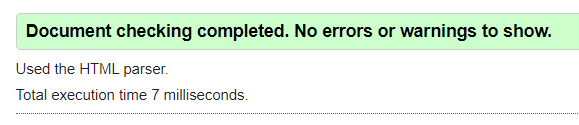 Document checking completed. No errors or warnings to show.
Used the HTML parser.
Total execution time 7 milliseconds.